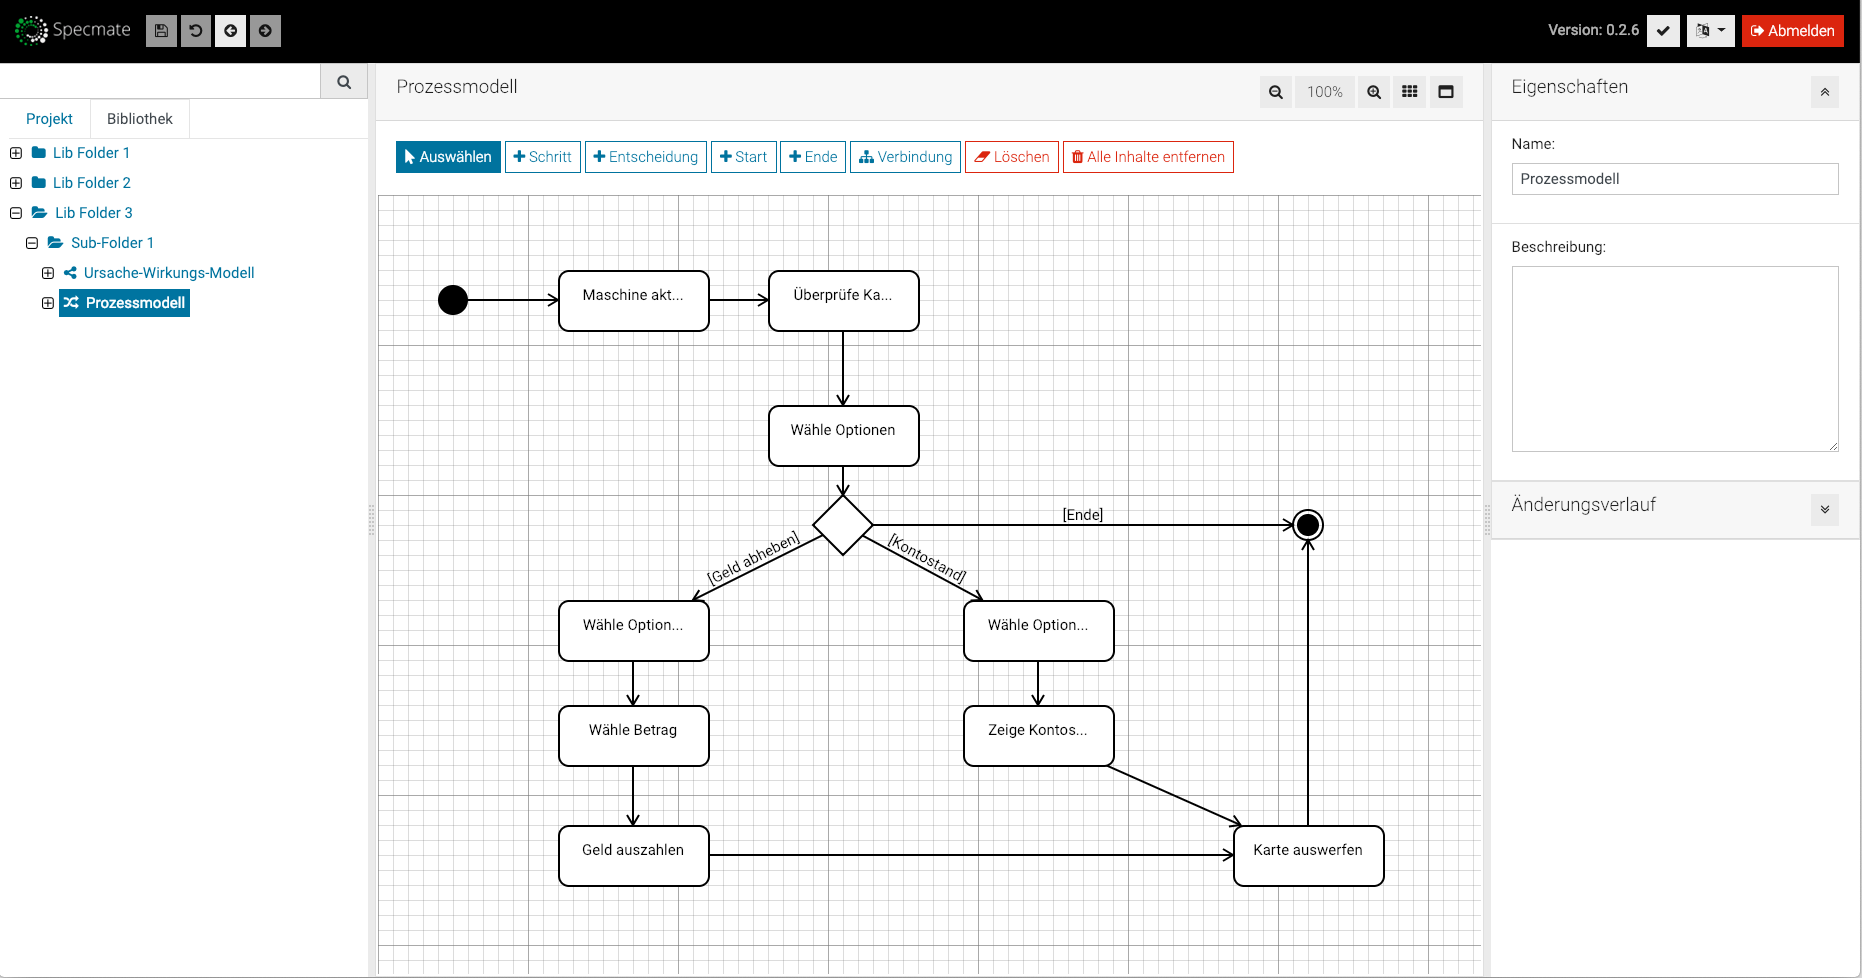 Specmate
Version: 0.2.6
Abmelden
Projekt
Bibliothek
Lib Folder 1
Lib Folder 2
Lib Folder 3
Sub-Folder 1
Ursache-Wirkungs-Modell
Prozessmodell
Prozessmodell
100%
Auswählen
Schritt
Entscheidung
Start
Ende
Verbindung
Löschen
Alle Inhalte entfernen
Maschine akt...
Überprüfe Ka...
Wähle Optionen
[Ende]
[Geld abheben]
[Kontostand]
Wähle Option...
Wähle Option...
Wähle Betrag
Zeige Kontos...
Geld auszahlen
Karte auswerfen
Eigenschaften
Name:
Prozessmodell
Beschreibung:
Änderungsverlauf